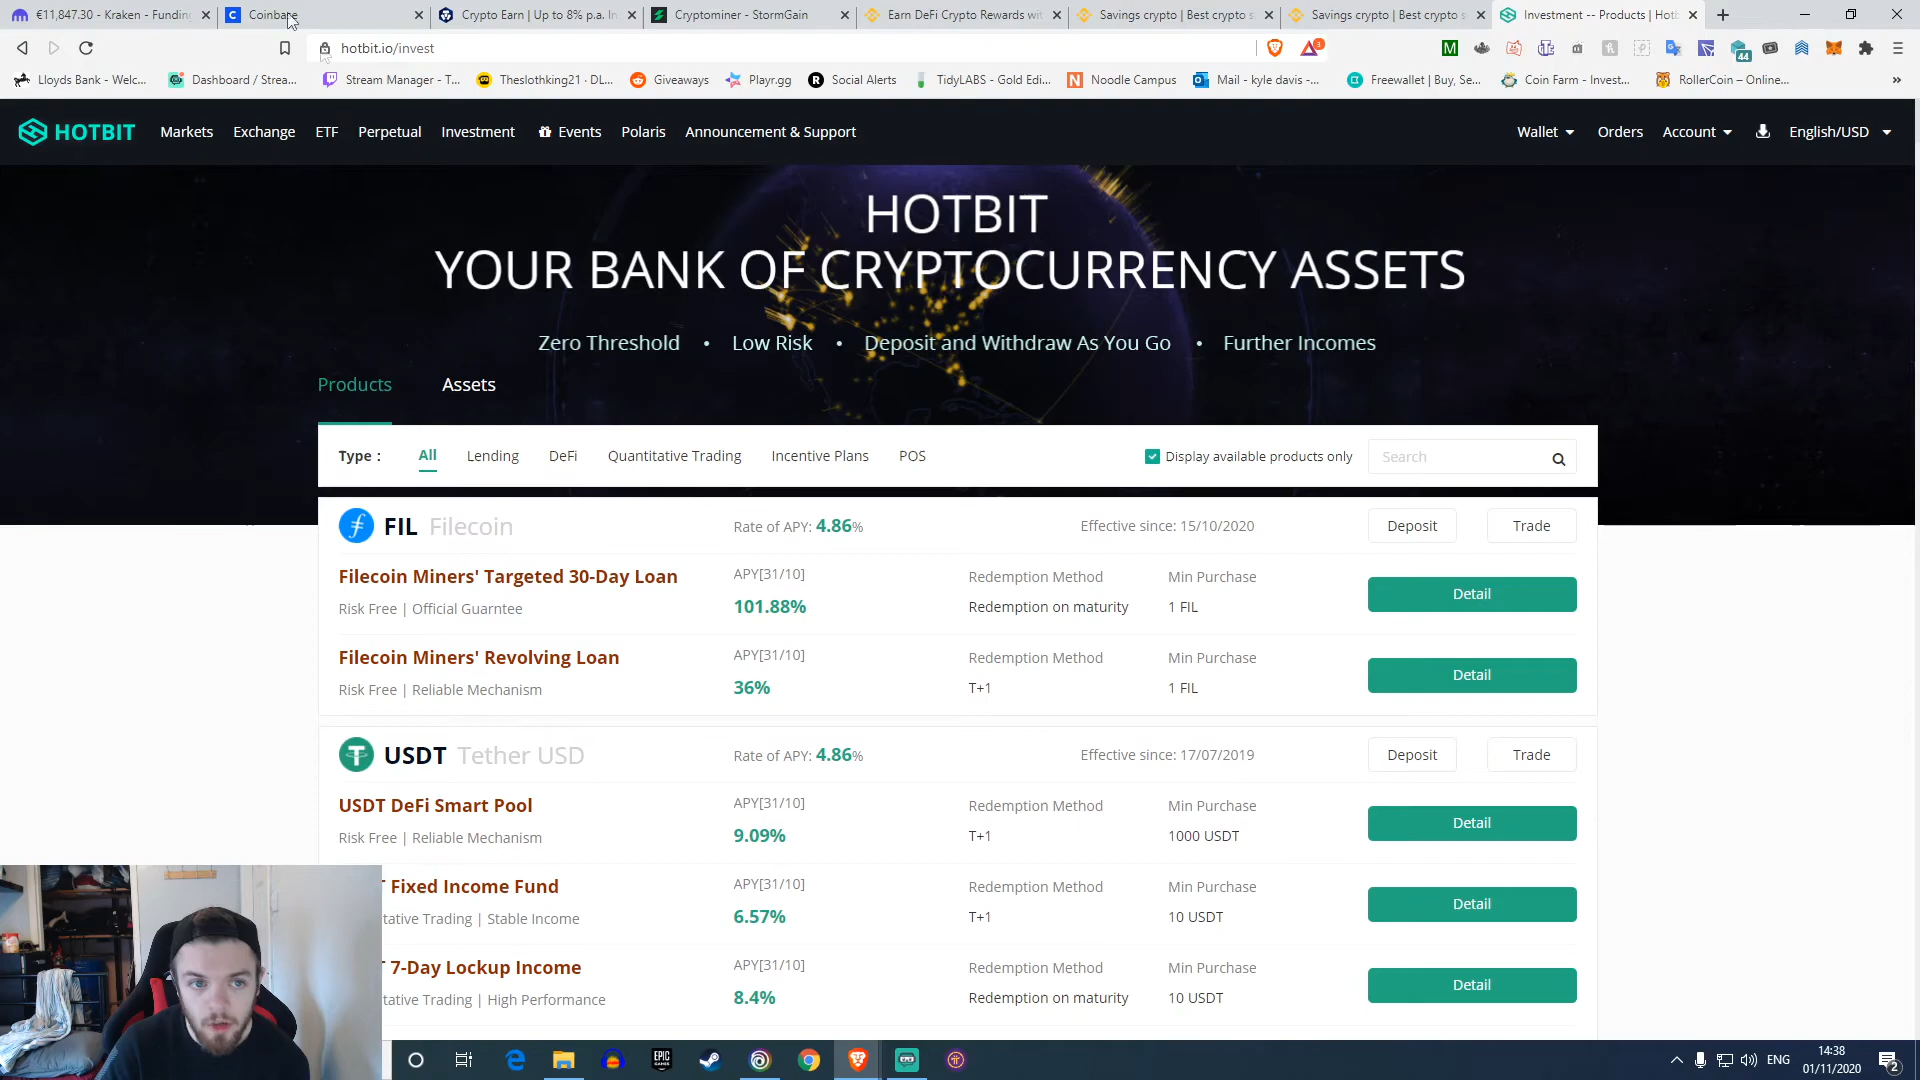 €11,847.30 - Kraken - Funding
Coinbase
Crypto Earn | Up to 8% p.a. In
Cryptominer - StormGain
Earn DeFi Crypto Rewards wit
Savings crypto | Best crypto s
Savings crypto | Best crypto s
Investment -- Products | Hotb
hotbit.io/invest
3
44
Lloyds Bank - Welc...
Dashboard / Strea...
Stream Manager - T...
Theslothking21 · DL...
Giveaways
Playr.gg
Social Alerts
TidyLABS - Gold Edi...
Noodle Campus
Mail - kyle davis -...
Freewallet | Buy, Se...
Coin Farm - Invest...
RollerCoin – Online...
»
HOTBIT
Markets
Exchange
ETF
Perpetual
Investment
Events
Polaris
Announcement & Support
Wallet
Orders
Account
English/USD
HOTBIT
YOUR BANK OF CRYPTOCURRENCY ASSETS
Zero Threshold • Low Risk • Deposit and Withdraw As You Go • Further Incomes
Products
Assets
Type :
All
Lending
DeFi
Quantitative Trading
Incentive Plans
POS
Display available products only
Search
FIL Filecoin
Rate of APY: 4.86%
Effective since: 15/10/2020
Deposit
Trade
Filecoin Miners' Targeted 30-Day Loan
Risk Free | Official Guarntee
APY[31/10]
101.88%
Redemption Method
Redemption on maturity
Min Purchase
1 FIL
Detail
Filecoin Miners' Revolving Loan
Risk Free | Reliable Mechanism
APY[31/10]
36%
Redemption Method
T+1
Min Purchase
1 FIL
Detail
USDT Tether USD
Rate of APY: 4.86%
Effective since: 17/07/2019
Deposit
Trade
USDT DeFi Smart Pool
Risk Free | Reliable Mechanism
APY[31/10]
9.09%
Redemption Method
T+1
Min Purchase
1000 USDT
Detail
T Fixed Income Fund
tative Trading | Stable Income
APY[31/10]
6.57%
Redemption Method
T+1
Min Purchase
10 USDT
Detail
T 7-Day Lockup Income
tative Trading | High Performance
APY[31/10]
8.4%
Redemption Method
Redemption on maturity
Min Purchase
10 USDT
Detail
EPIC GAMES
ENG
14:38
01/11/2020
2